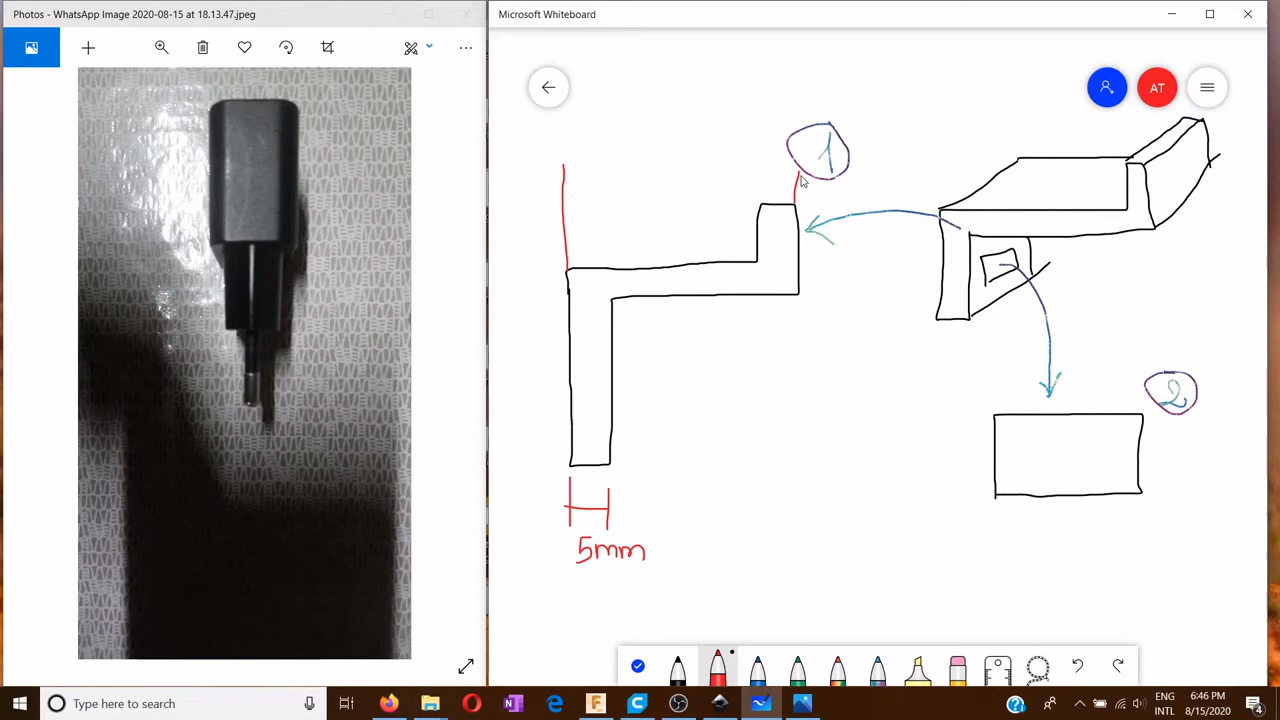 Photos - WhatsApp Image 2020-08-15 at 18.13.47.jpeg
Microsoft Whiteboard
AT
1
2
5mm
Type here to search
ENG
INTL
6:46 PM
8/15/2020
4